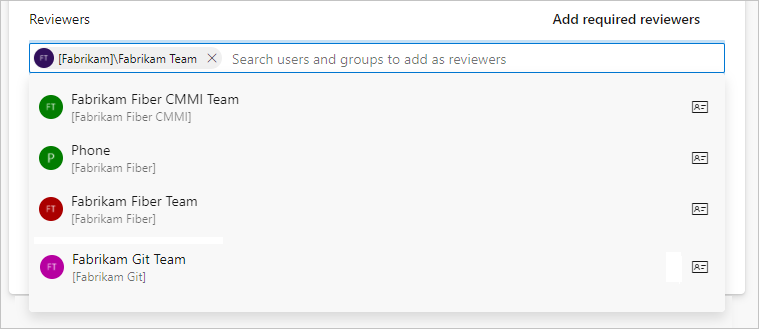 Reviewers Add required reviewers
FT [Fabrikam]\Fabrikam Team Search users and groups to add as reviewers
FT Fabrikam Fiber CMMI Team
[Fabrikam Fiber CMMI]
P Phone
[Fabrikam Fiber]
FT Fabrikam Fiber Team
[Fabrikam Fiber]
FT Fabrikam Git Team
[Fabrikam Git]